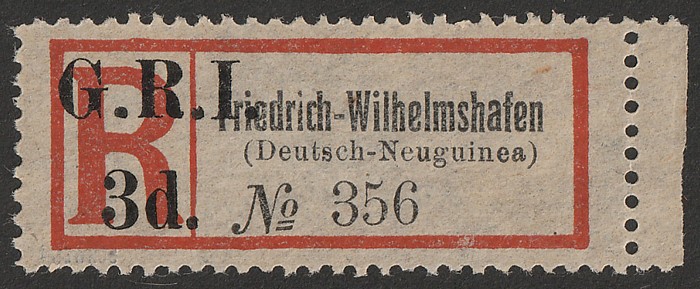 G.R.I.
3d.
R
Friedrich-Wilhelmshafen
(Deutsch-Neuguinea)
№ 356